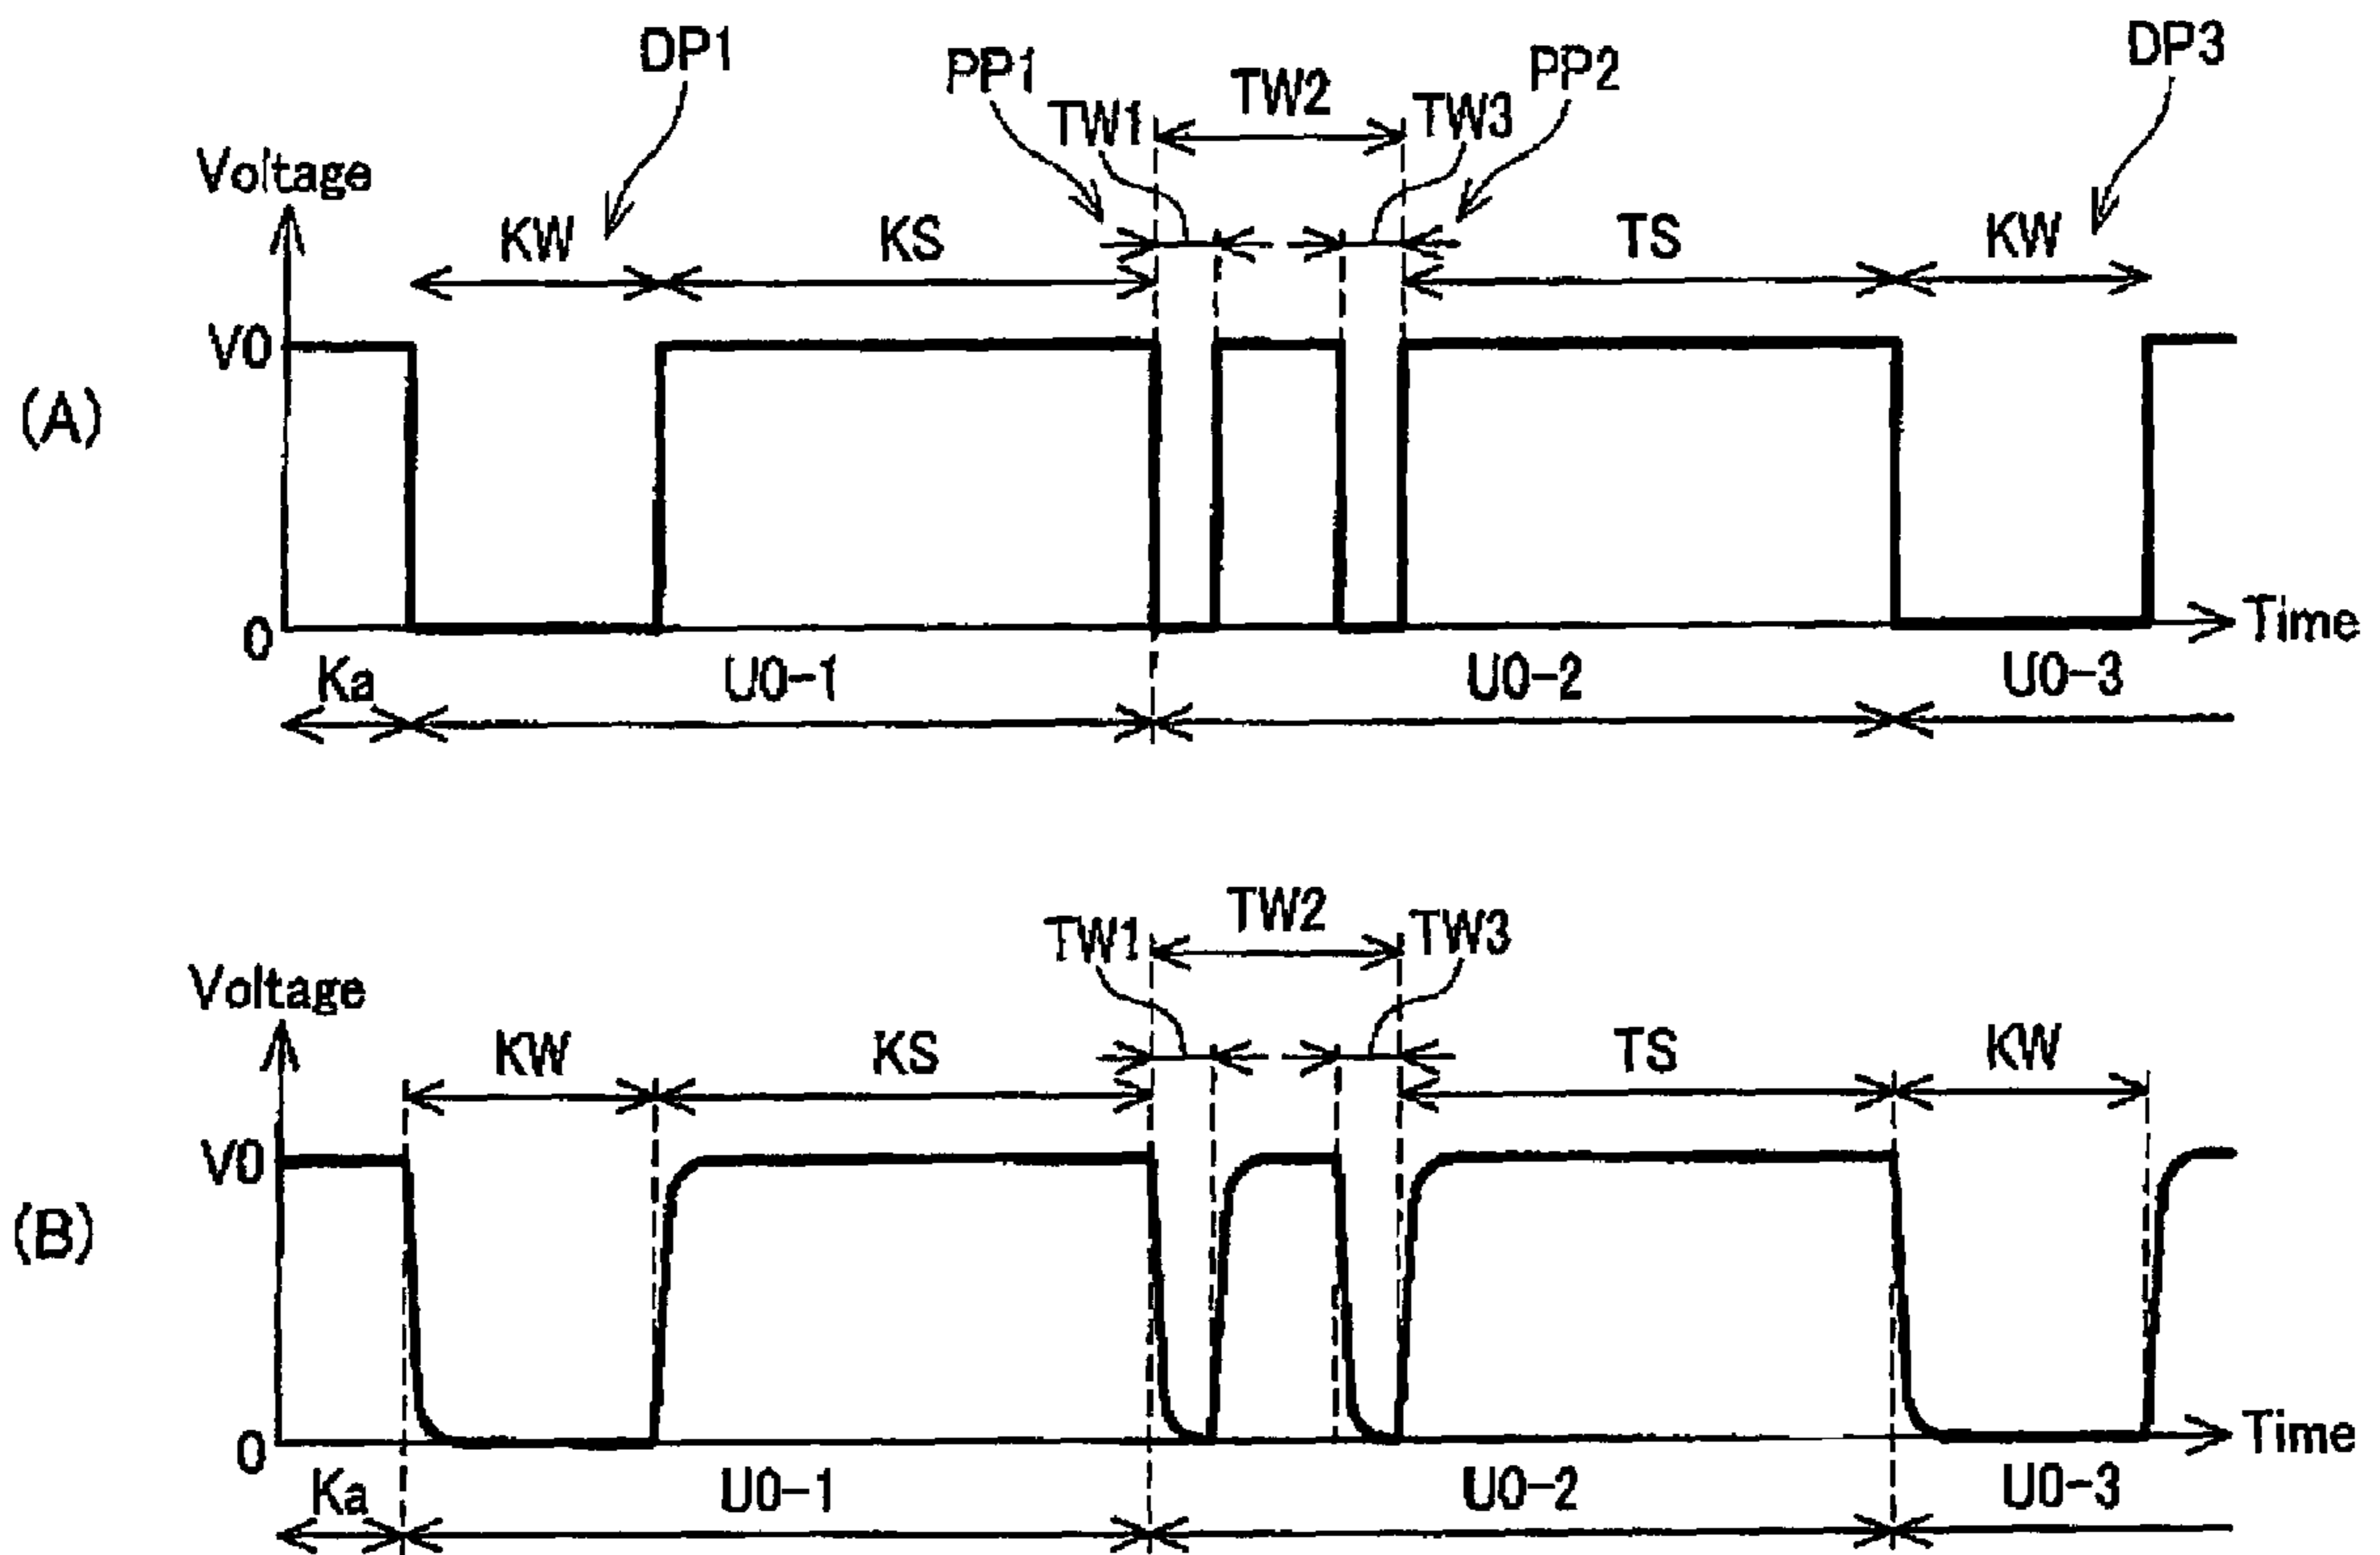 DP1
PP1
TW1
TW2
TW3
PP2
DP3
Voltage
KW
KS
TS
KW
V0
(A)
0
Time
Ka
U0-1
U0-2
U0-3
TW1
TW2
TW3
Voltage
KW
KS
TS
KW
V0
(B)
0
Time
Ka
U0-1
U0-2
U0-3